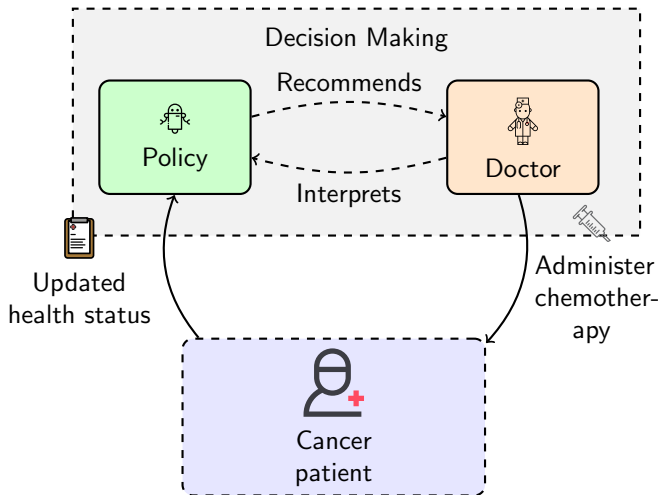 Decision Making
Recommends
Policy
Doctor
Interprets
Updated
health status
Administer
chemother-
apy
Cancer
patient